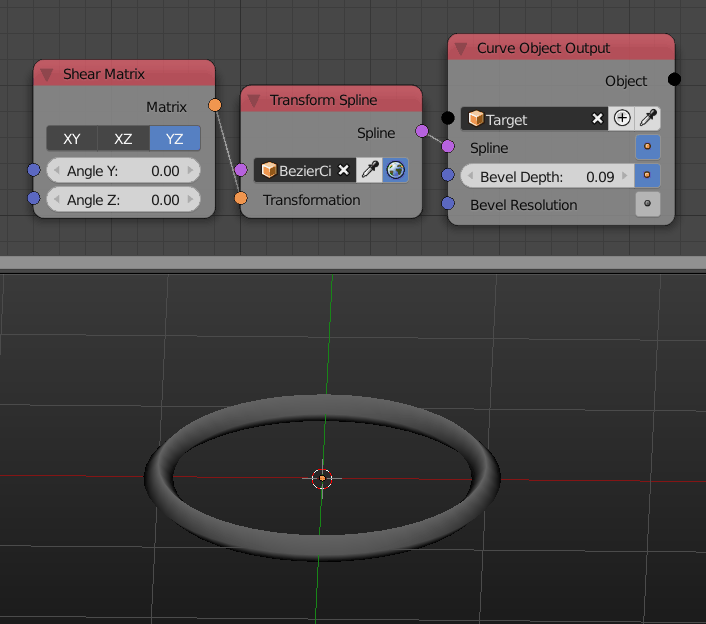 Shear Matrix
Matrix
XY XZ YZ
Angle Y: 0.00
Angle Z: 0.00
Transform Spline
Spline
BezierCi
Transformation
Curve Object Output
Object
Target
Spline
Bevel Depth: 0.09
Bevel Resolution